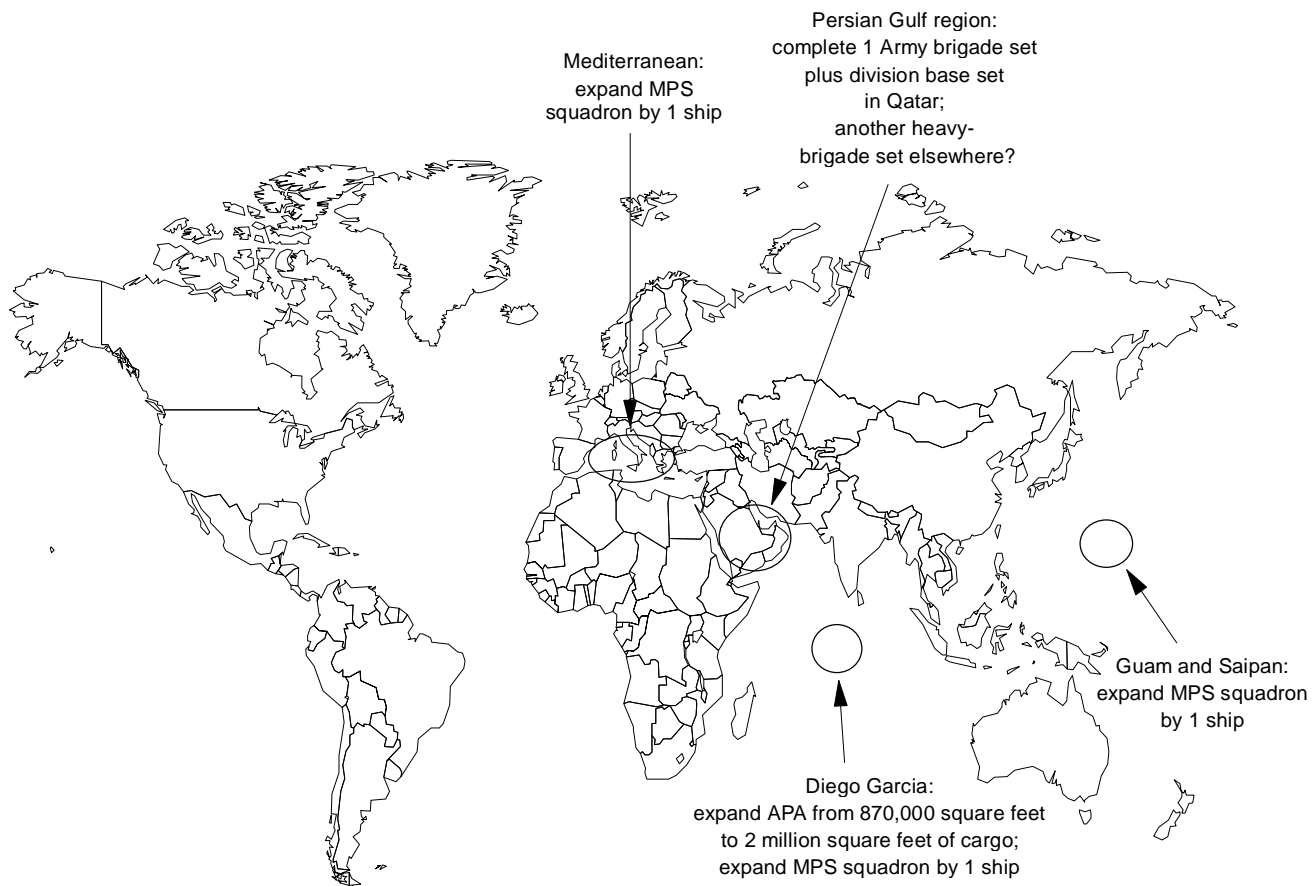 Persian Gulf region:
complete 1 Army brigade set
plus division base set
in Qatar;
another heavy-
brigade set elsewhere?
Mediterranean:
expand MPS
squadron by 1 ship
Guam and Saipan:
expand MPS squadron
by 1 ship
Diego Garcia:
expand APA from 870,000 square feet
to 2 million square feet of cargo;
expand MPS squadron by 1 ship